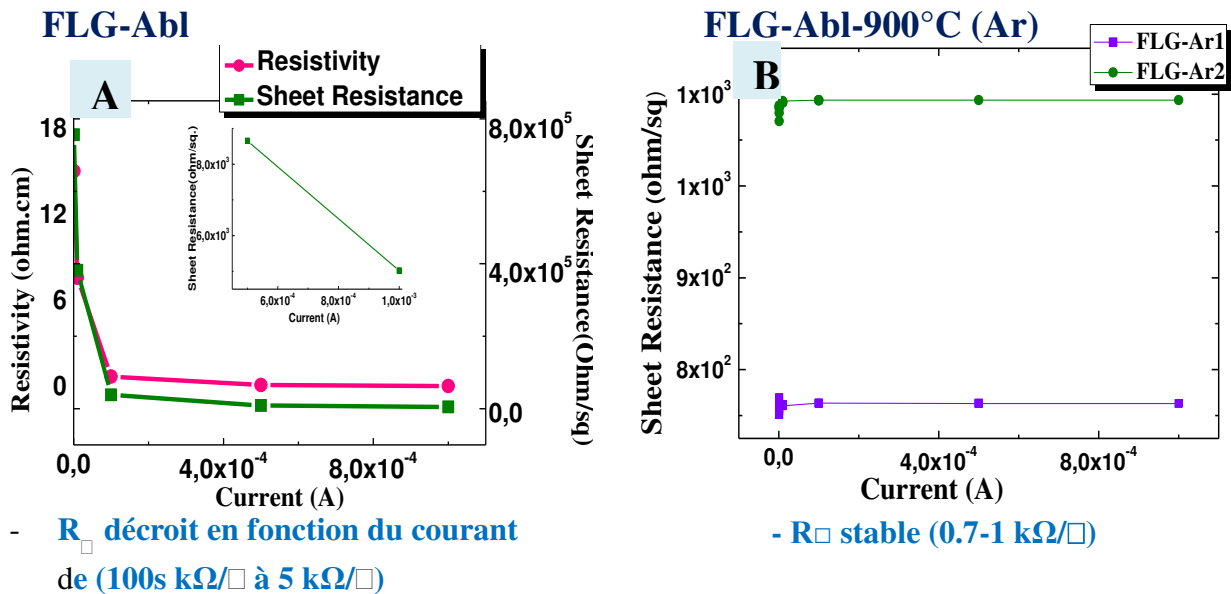 FLG-Abl
FLG-Abl-900°C (Ar)
A
Resistivity
Sheet Resistance
18
12
6
0
Resistivity (ohm.cm)
8,0x10⁵
4,0x10⁵
0,0
Sheet Resistance(Ohm/sq)
Sheet Resistance(ohm/sq.)
8,0x10³
6,0x10³
6,0x10⁻⁴ 8,0x10⁻⁴ 1,0x10⁻³
Current (A)
0,0 4,0x10⁻⁴ 8,0x10⁻⁴
Current (A)
- R□ décroit en fonction du courant
de (100s kΩ/□ à 5 kΩ/□)
B
FLG-Ar1
FLG-Ar2
1x10³
1x10³
9x10²
8x10²
Sheet Resistance (ohm/sq)
0,0 4,0x10⁻⁴ 8,0x10⁻⁴
Current (A)
- R□ stable (0.7-1 kΩ/□)